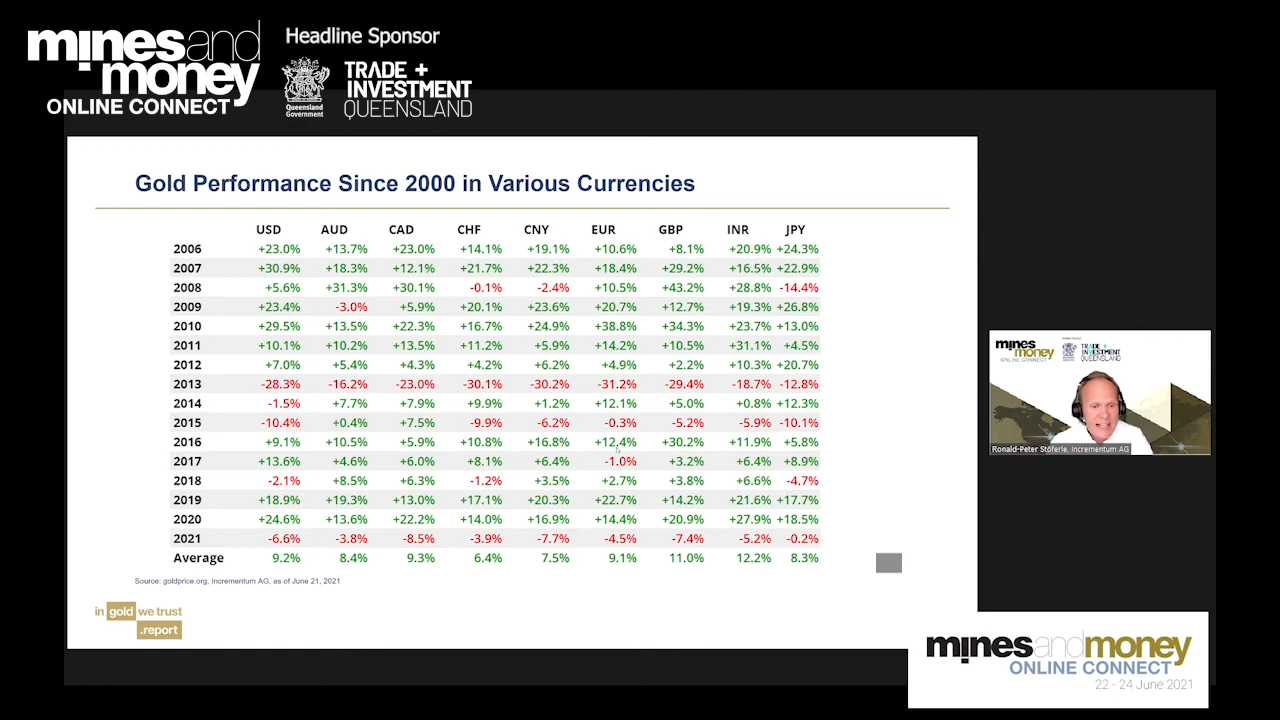 minesandmoney
ONLINE CONNECT
Headline Sponsor
Queensland
Government
TRADE +
INVESTMENT
QUEENSLAND
Gold Performance Since 2000 in Various Currencies
USD AUD CAD CHF CNY EUR GBP INR JPY
2006 +23.0% +13.7% +23.0% +14.1% +19.1% +10.6% +8.1% +20.9% +24.3%
2007 +30.9% +18.3% +12.1% +21.7% +22.3% +18.4% +29.2% +16.5% +22.9%
2008 +5.6% +31.3% +30.1% -0.1% -2.4% +10.5% +43.2% +28.8% -14.4%
2009 +23.4% -3.0% +5.9% +20.1% +23.6% +20.7% +12.7% +19.3% +26.8%
2010 +29.5% +13.5% +22.3% +16.7% +24.9% +38.8% +34.3% +23.7% +13.0%
2011 +10.1% +10.2% +13.5% +11.2% +5.9% +14.2% +10.5% +31.1% +4.5%
2012 +7.0% +5.4% +4.3% +4.2% +6.2% +4.9% +2.2% +10.3% +20.7%
2013 -28.3% -16.2% -23.0% -30.1% -30.2% -31.2% -29.4% -18.7% -12.8%
2014 -1.5% +7.7% +7.9% +9.9% +1.2% +12.1% +5.0% +0.8% +12.3%
2015 -10.4% +0.4% +7.5% -9.9% -6.2% -0.3% -5.2% -5.9% -10.1%
2016 +9.1% +10.5% +5.9% +10.8% +16.8% +12.4% +30.2% +11.9% +5.8%
2017 +13.6% +4.6% +6.0% +8.1% +6.4% -1.0% +3.2% +6.4% +8.9%
2018 -2.1% +8.5% +6.3% -1.2% +3.5% +2.7% +3.8% +6.6% -4.7%
2019 +18.9% +19.3% +13.0% +17.1% +20.3% +22.7% +14.2% +21.6% +17.7%
2020 +24.6% +13.6% +22.2% +14.0% +16.9% +14.4% +20.9% +27.9% +18.5%
2021 -6.6% -3.8% -8.5% -3.9% -7.7% -4.5% -7.4% -5.2% -0.2%
Average 9.2% 8.4% 9.3% 6.4% 7.5% 9.1% 11.0% 12.2% 8.3%
Source: goldprice.org, Incrementum AG, as of June 21, 2021
in gold we trust
.report
minesandmoney
ONLINE CONNECT
TRADE +
INVESTMENT
QUEENSLAND
Ronald-Peter Stöferle, Incrementum AG
minesandmoney
ONLINE CONNECT
22 - 24 June 2021